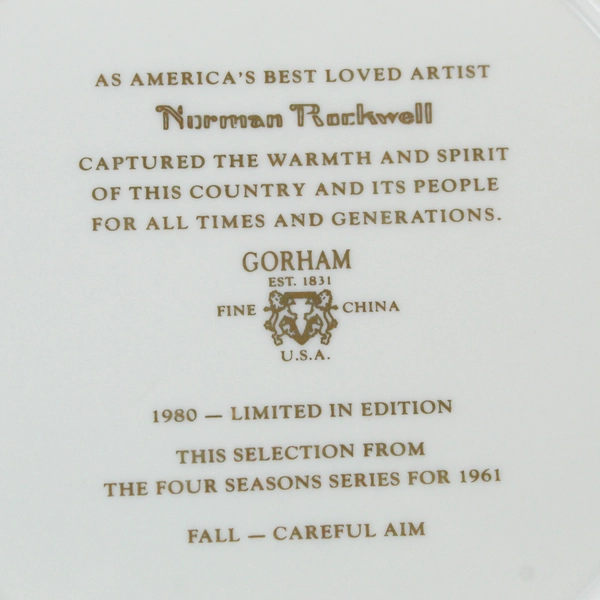 AS AMERICA'S BEST LOVED ARTIST
Norman Rockwell
CAPTURED THE WARMTH AND SPIRIT
OF THIS COUNTRY AND ITS PEOPLE
FOR ALL TIMES AND GENERATIONS.
GORHAM
EST. 1831
FINE CHINA
U.S.A.
1980 — LIMITED IN EDITION
THIS SELECTION FROM
THE FOUR SEASONS SERIES FOR 1961
FALL — CAREFUL AIM